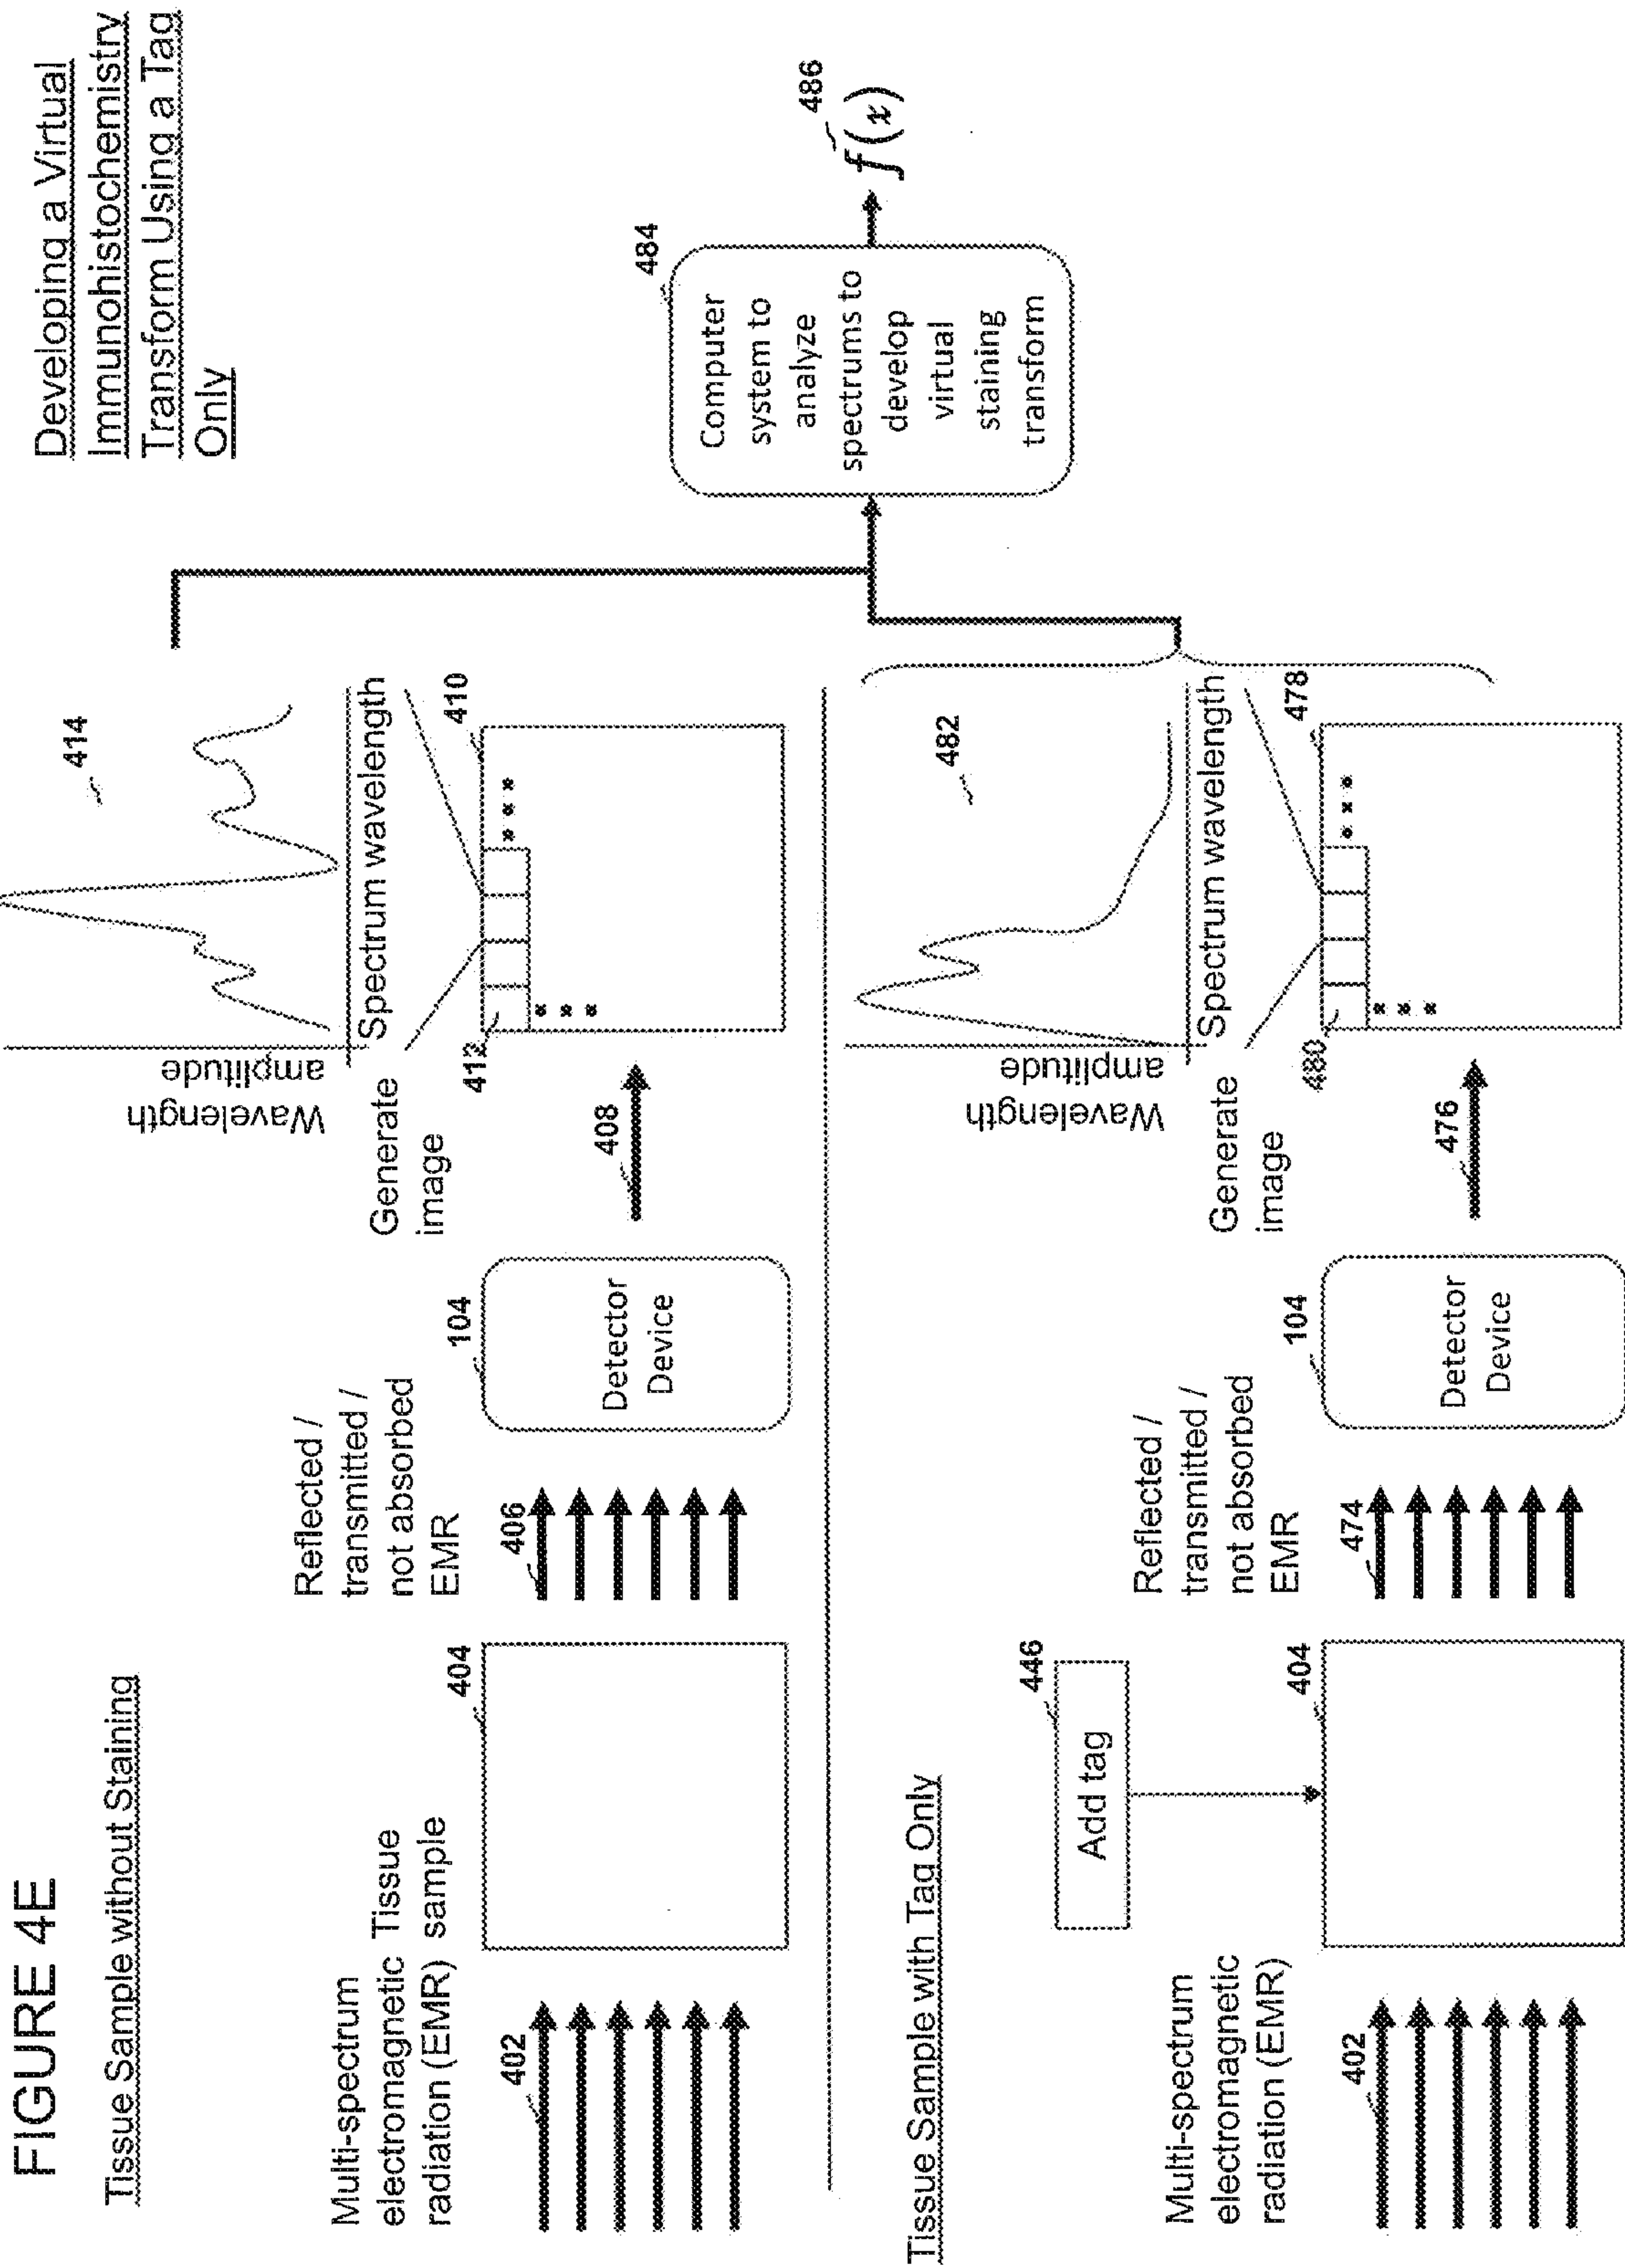 FIGURE 4E
Developing a Virtual
Immunohistochemistry
Transform Using a Tag
Only
Tissue Sample without Staining
414
Wavelength
amplitude
Spectrum wavelength
Multi-spectrum
electromagnetic
radiation (EMR)
Tissue
sample
Reflected /
transmitted /
not absorbed
EMR
Generate
image
402
404
406
104
408
412
410
Detector
Device
484
Computer
system to
analyze
spectrums to
develop
virtual
staining
transform
486
f(x)
Tissue Sample with Tag Only
446
Add tag
482
Wavelength
amplitude
Spectrum wavelength
Multi-spectrum
electromagnetic
radiation (EMR)
Reflected /
transmitted /
not absorbed
EMR
Generate
image
402
404
474
104
476
480
478
Detector
Device